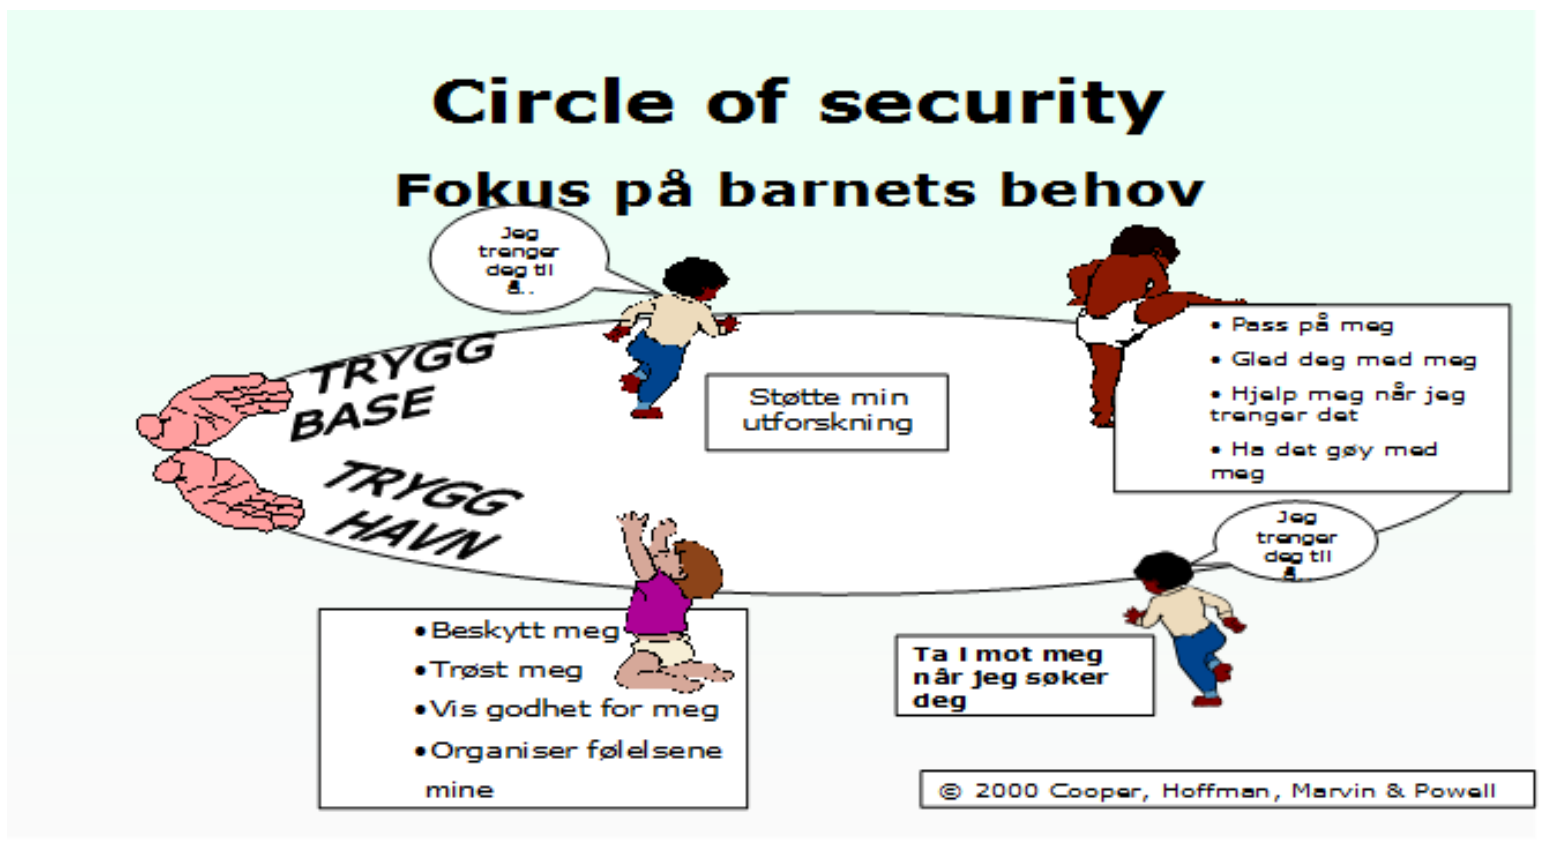 Circle of security
Fokus på barnets behov
Jeg
trenger
deg til
å..
TRYGG
BASE
Støtte min
utforskning
• Pass på meg
• Gled deg med meg
• Hjelp meg når jeg
trenger det
• Ha det gøy med
meg
TRYGG
HAVN
Jeg
trenger
deg til
å..
•Beskytt meg
•Trøst meg
•Vis godhet for meg
•Organiser følelsene
mine
Ta I mot meg
når jeg søker
deg
© 2000 Cooper, Hoffman, Marvin & Powell